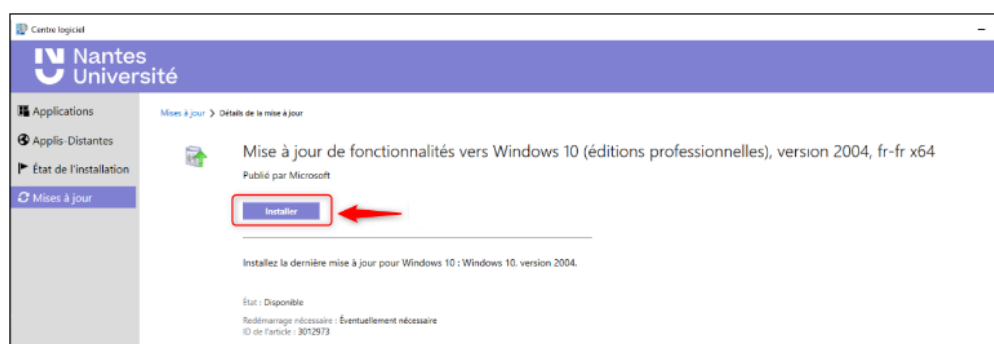 Centre logiciel
Nantes
Université
Applications
Applis-Distantes
État de l'installation
Mises à jour
Mises à jour > Détails de la mise à jour
Mise à jour de fonctionnalités vers Windows 10 (éditions professionnelles), version 2004, fr-fr x64
Publié par Microsoft
Installer
Installez la dernière mise à jour pour Windows 10 : Windows 10. version 2004.
État : Disponible
Redémarrage nécessaire : Éventuellement nécessaire
ID de l'article : 3012973